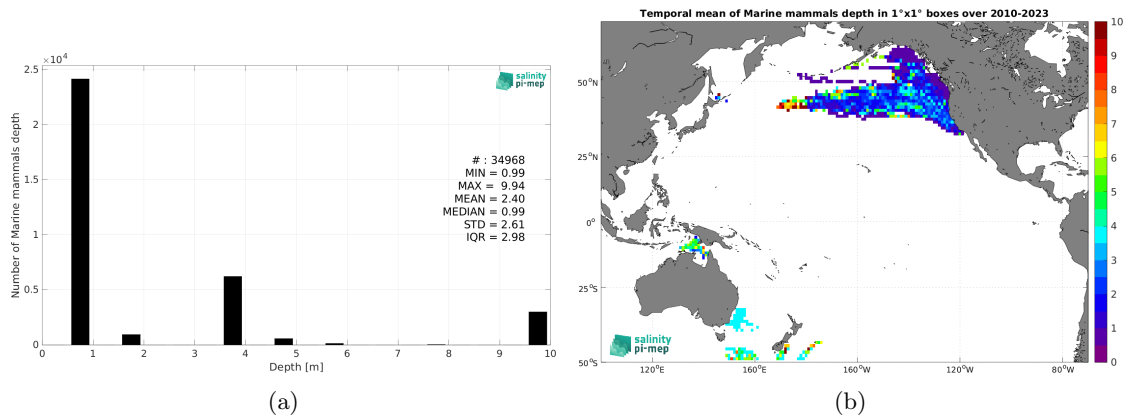 ×10⁴
2.5
2
1.5
1
0.5
0
0 1 2 3 4 5 6 7 8 9 10
Number of Marine mammals depth
Depth [m]
salinity
pi-mep
# : 34968
MIN = 0.99
MAX = 9.94
MEAN = 2.40
MEDIAN = 0.99
STD = 2.61
IQR = 2.98
(a)
Temporal mean of Marine mammals depth in 1°x1° boxes over 2010-2023
50°N
25°N
0°
25°S
50°S
120°E 160°E 160°W 120°W 80°W
salinity
pi-mep
10
9
8
7
6
5
4
3
2
1
0
(b)